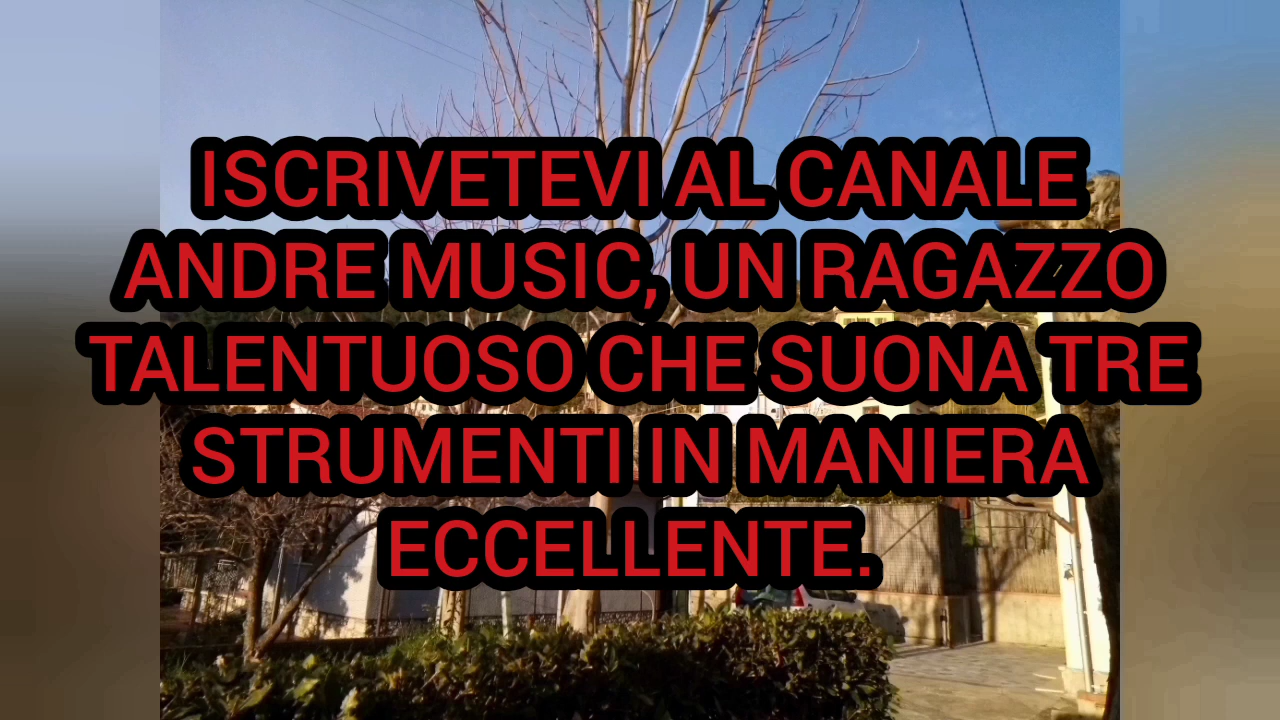 ISCRIVETEVI AL CANALE
ANDRE MUSIC, UN RAGAZZO
TALENTUOSO CHE SUONA TRE
STRUMENTI IN MANIERA
ECCELLENTE.